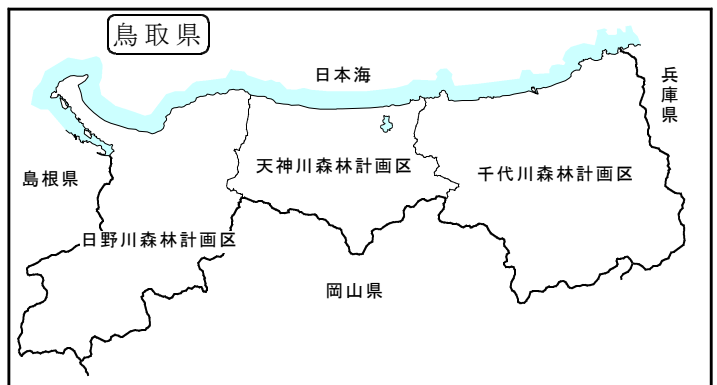 鳥取県
日本海
兵庫県
島根県
天神川森林計画区
千代川森林計画区
日野川森林計画区
岡山県